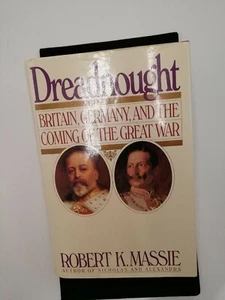 Dreadnought
BRITAIN, GERMANY, AND THE
COMING OF THE GREAT WAR
ROBERT K. MASSIE
AUTHOR OF NICHOLAS AND ALEXANDRA